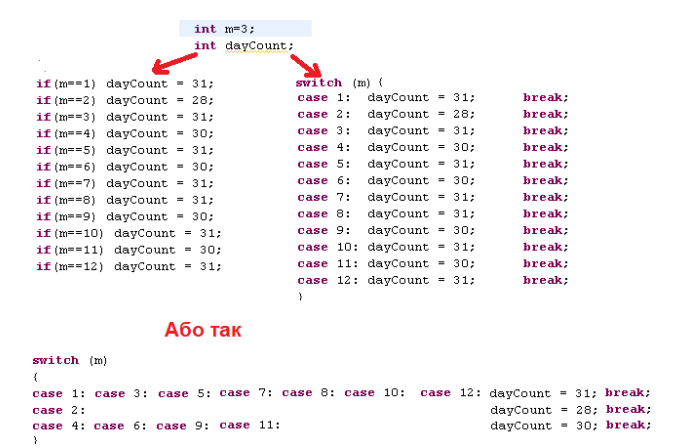 int m=3;
int dayCount;
if(m==1) dayCount = 31;
if(m==2) dayCount = 28;
if(m==3) dayCount = 31;
if(m==4) dayCount = 30;
if(m==5) dayCount = 31;
if(m==6) dayCount = 30;
if(m==7) dayCount = 31;
if(m==8) dayCount = 31;
if(m==9) dayCount = 30;
if(m==10) dayCount = 31;
if(m==11) dayCount = 30;
if(m==12) dayCount = 31;
switch (m) {
case 1: dayCount = 31; break;
case 2: dayCount = 28; break;
case 3: dayCount = 31; break;
case 4: dayCount = 30; break;
case 5: dayCount = 31; break;
case 6: dayCount = 30; break;
case 7: dayCount = 31; break;
case 8: dayCount = 31; break;
case 9: dayCount = 30; break;
case 10: dayCount = 31; break;
case 11: dayCount = 30; break;
case 12: dayCount = 31; break;
}
Або так
switch (m)
{
case 1: case 3: case 5: case 7: case 8: case 10: case 12: dayCount = 31; break;
case 2: dayCount = 28; break;
case 4: case 6: case 9: case 11: dayCount = 30; break;
}